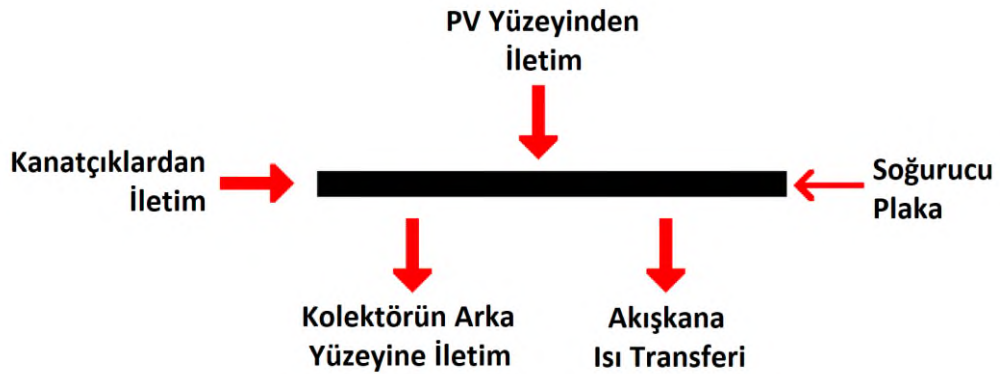 PV Yüzeyinden
İletim
Kanatçıklardan
İletim
Soğurucu
Plaka
Kolektörün Arka
Yüzeyine İletim
Akışkana
Isı Transferi